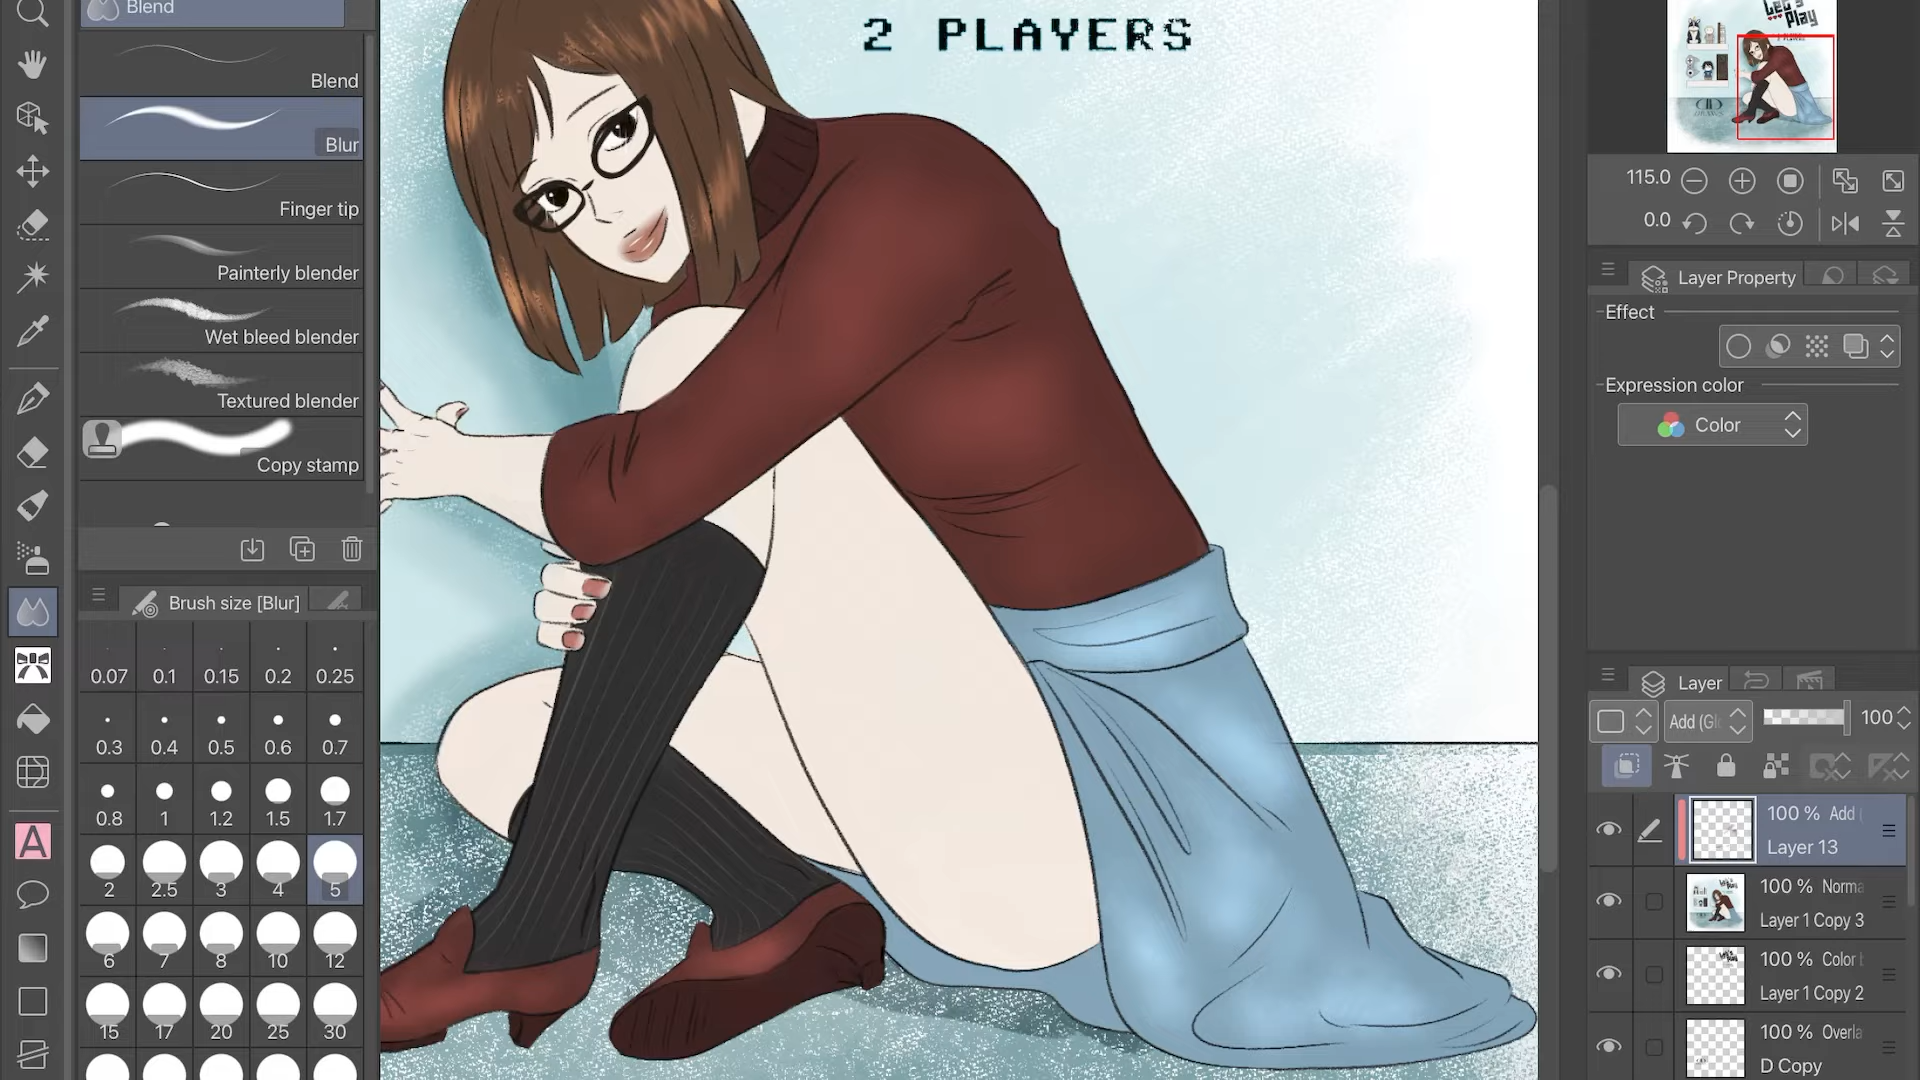 Blend
2 PLAYERS
Let's
Play
Blend
Blur
Finger tip
Painterly blender
Wet bleed blender
Textured blender
Copy stamp
115.0
0.0
Layer Property
Effect
Expression color
Color
Brush size [Blur]
0.07 0.1 0.15 0.2 0.25
0.3 0.4 0.5 0.6 0.7
0.8 1 1.2 1.5 1.7
2 2.5 3 4 5
6 7 8 10 12
15 17 20 25 30
A
Layer
Add (Gl 100
100 % Add (
Layer 13
100 % Norma
Layer 1 Copy 3
100 % Color b
Layer 1 Copy 2
100 % Overla
D Copy